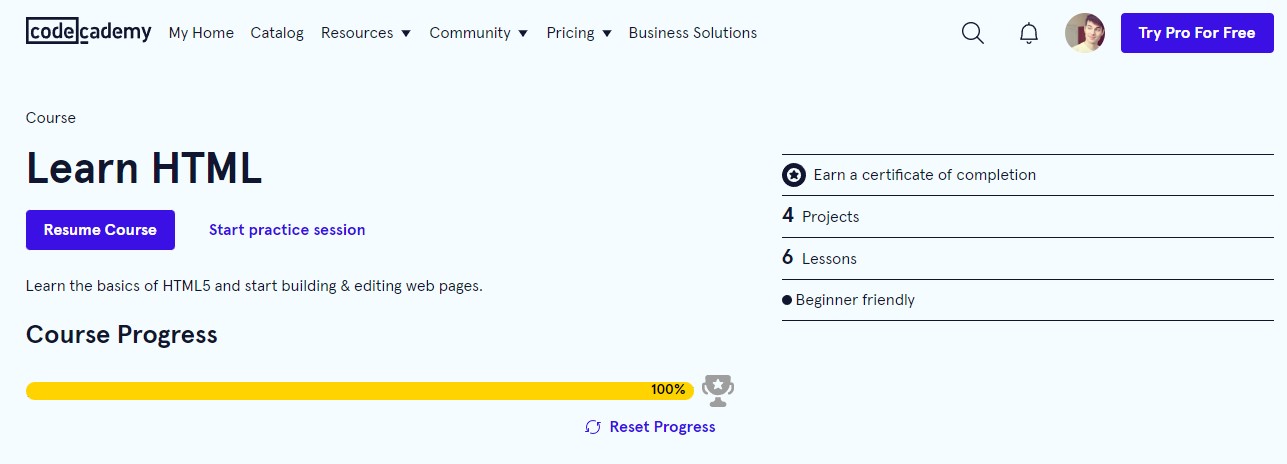 codecademy My Home Catalog Resources Community Pricing Business Solutions Try Pro For Free
Course
Learn HTML
Resume Course Start practice session
Learn the basics of HTML5 and start building & editing web pages.
Course Progress
100%
Reset Progress
Earn a certificate of completion
4 Projects
6 Lessons
Beginner friendly